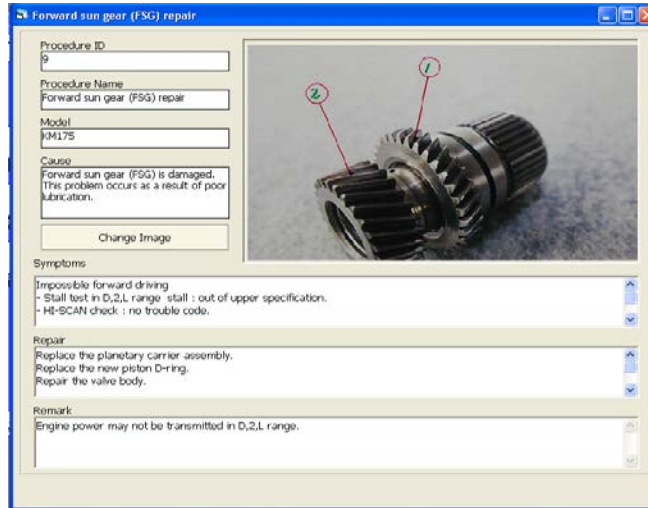 Forward sun gear (FSG) repair
Procedure ID
9
Procedure Name
Forward sun gear (FSG) repair
Model
KM175
Cause
Forward sun gear (FSG) is damaged.
This problem occurs as a result of poor
lubrication.
Change Image
1
2
Symptoms
Impossible forward driving
- Stall test in D,2,L range stall : out of upper specification.
- HI-SCAN check : no trouble code.
Repair
Replace the planetary carrier assembly.
Replace the new piston D-ring.
Repair the valve body.
Remark
Engine power may not be transmitted in D,2,L range.